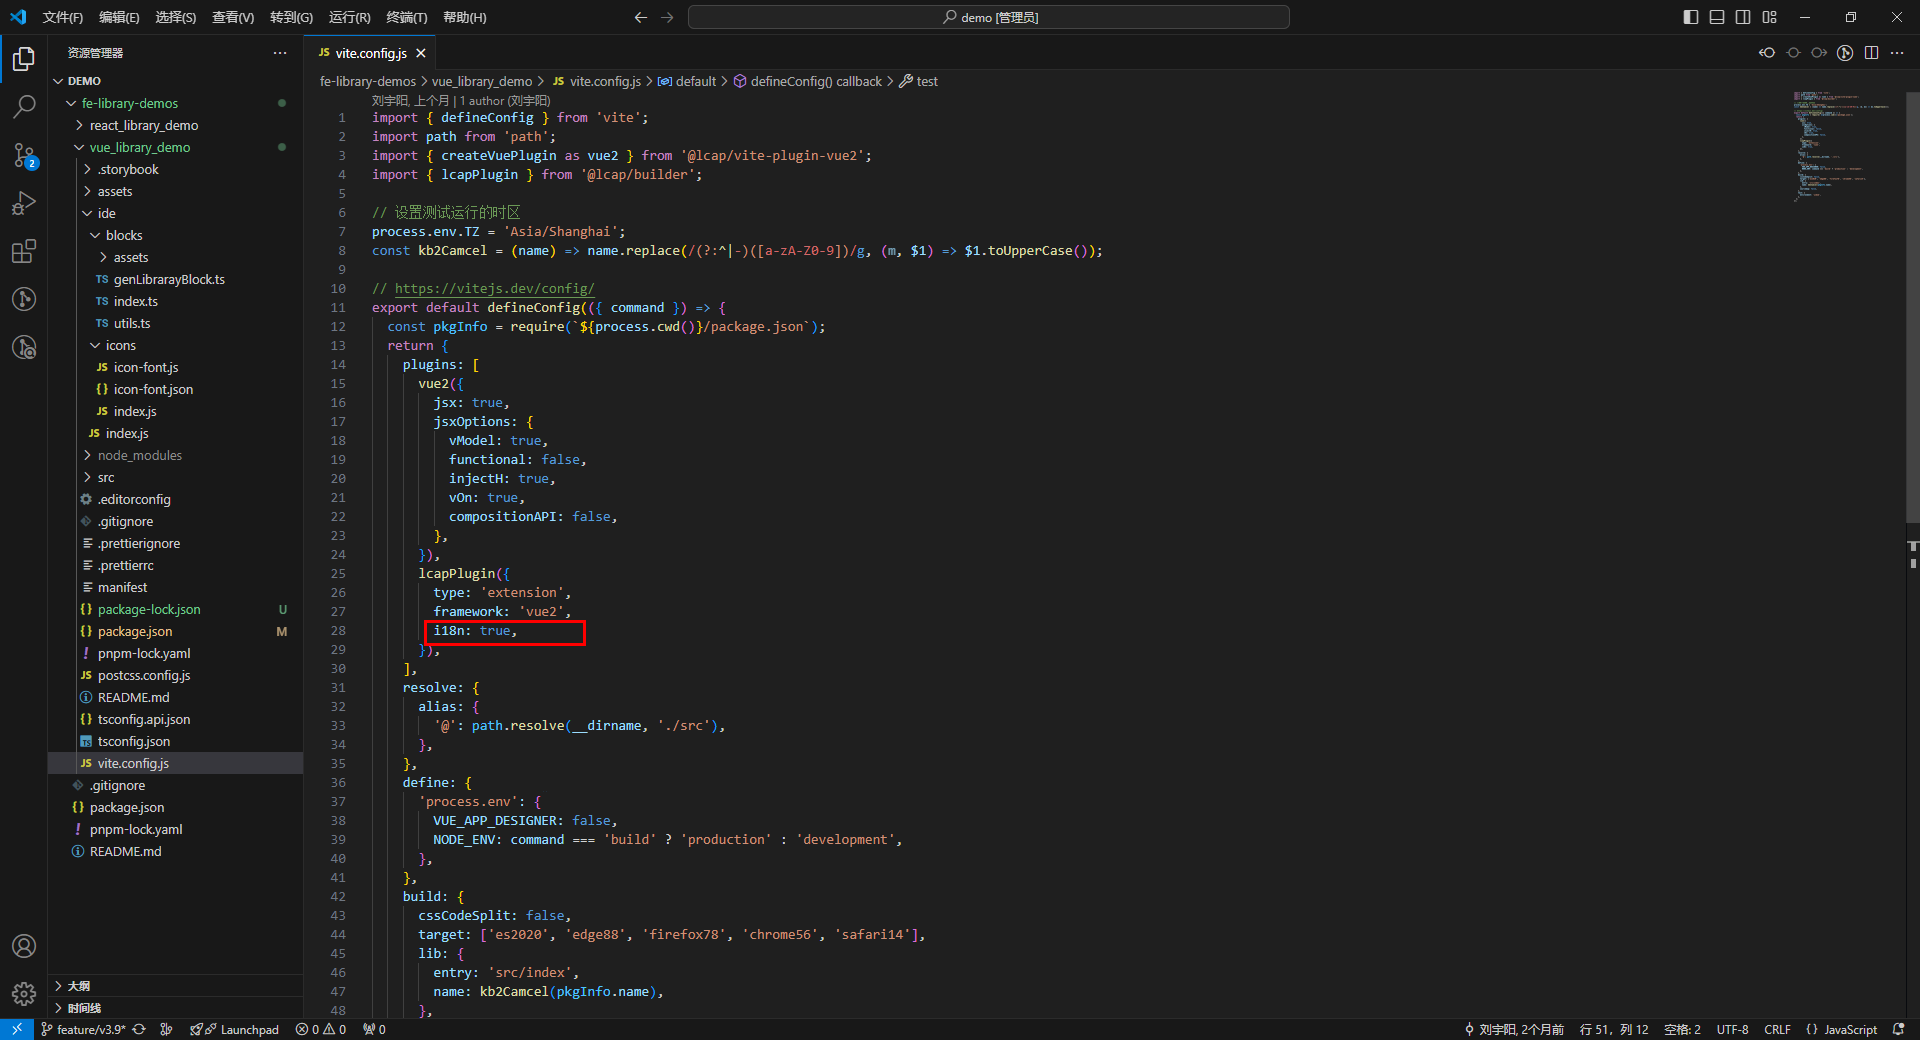 文件(F) 编辑(E) 选择(S) 查看(V) 转到(G) 运行(R) 终端(T) 帮助(H)
demo [管理员]
资源管理器
DEMO
fe-library-demos
react_library_demo
vue_library_demo
.storybook
assets
ide
blocks
assets
TS genLibrarayBlock.ts
TS index.ts
TS utils.ts
icons
JS icon-font.js
{} icon-font.json
JS index.js
JS index.js
node_modules
src
.editorconfig
.gitignore
.prettierignore
.prettierrc
manifest
{} package-lock.json U
{} package.json M
! pnpm-lock.yaml
JS postcss.config.js
README.md
{} tsconfig.api.json
TS tsconfig.json
JS vite.config.js
.gitignore
{} package.json
! pnpm-lock.yaml
README.md
大纲
时间线
JS vite.config.js
fe-library-demos > vue_library_demo > JS vite.config.js > default > defineConfig() callback > test
刘宇阳, 上个月 | 1 author (刘宇阳)
1 import { defineConfig } from 'vite';
2 import path from 'path';
3 import { createVuePlugin as vue2 } from '@lcap/vite-plugin-vue2';
4 import { lcapPlugin } from '@lcap/builder';
5
6 // 设置测试运行的时区
7 process.env.TZ = 'Asia/Shanghai';
8 const kb2Camcel = (name) => name.replace(/(?:^|-)([a-zA-Z0-9])/g, (m, $1) => $1.toUpperCase());
9
10 // https://vitejs.dev/config/
11 export default defineConfig(({ command }) => {
12 const pkgInfo = require(`${process.cwd()}/package.json`);
13 return {
14 plugins: [
15 vue2({
16 jsx: true,
17 jsxOptions: {
18 vModel: true,
19 functional: false,
20 injectH: true,
21 vOn: true,
22 compositionAPI: false,
23 },
24 }),
25 lcapPlugin({
26 type: 'extension',
27 framework: 'vue2',
28 i18n: true,
29 }),
30 ],
31 resolve: {
32 alias: {
33 '@': path.resolve(__dirname, './src'),
34 },
35 },
36 define: {
37 'process.env': {
38 VUE_APP_DESIGNER: false,
39 NODE_ENV: command === 'build' ? 'production' : 'development',
40 },
41 },
42 build: {
43 cssCodeSplit: false,
44 target: ['es2020', 'edge88', 'firefox78', 'chrome56', 'safari14'],
45 lib: {
46 entry: 'src/index',
47 name: kb2Camcel(pkgInfo.name),
48 },
2
feature/v3.9* Launchpad 0 0 0
刘宇阳, 2个月前 行 51, 列 12 空格: 2 UTF-8 CRLF {} JavaScript